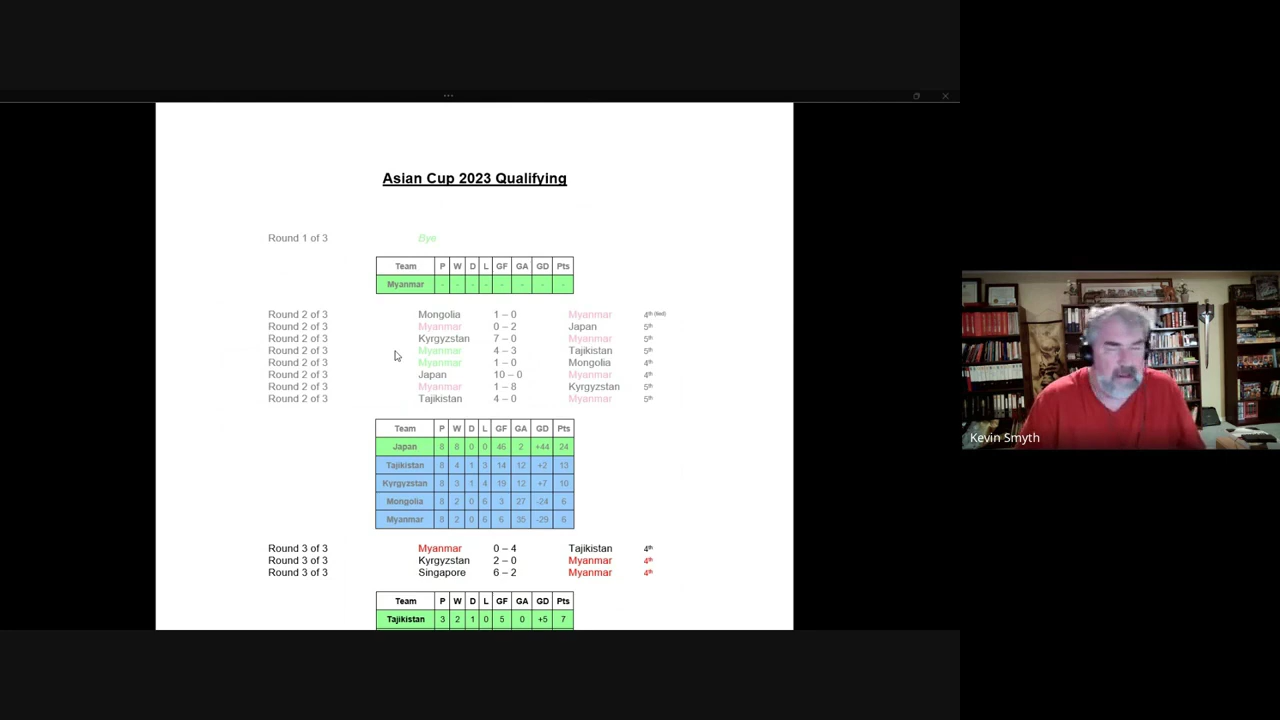 Asian Cup 2023 Qualifying
Round 1 of 3 Bye
Team P W D L GF GA GD Pts
Myanmar - - - - - - - -
Round 2 of 3 Mongolia 1 – 0 Myanmar 4th (tied)
Round 2 of 3 Myanmar 0 – 2 Japan 5th
Round 2 of 3 Kyrgyzstan 7 – 0 Myanmar 5th
Round 2 of 3 Myanmar 4 – 3 Tajikistan 5th
Round 2 of 3 Myanmar 1 – 0 Mongolia 4th
Round 2 of 3 Japan 10 – 0 Myanmar 4th
Round 2 of 3 Myanmar 1 – 8 Kyrgyzstan 5th
Round 2 of 3 Tajikistan 4 – 0 Myanmar 5th
Team P W D L GF GA GD Pts
Japan 8 8 0 0 46 2 +44 24
Tajikistan 8 4 1 3 14 12 +2 13
Kyrgyzstan 8 3 1 4 19 12 +7 10
Mongolia 8 2 0 6 3 27 -24 6
Myanmar 8 2 0 6 6 35 -29 6
Round 3 of 3 Myanmar 0 – 4 Tajikistan 4th
Round 3 of 3 Kyrgyzstan 2 – 0 Myanmar 4th
Round 3 of 3 Singapore 6 – 2 Myanmar 4th
Team P W D L GF GA GD Pts
Tajikistan 3 2 1 0 5 0 +5 7
Kevin Smyth